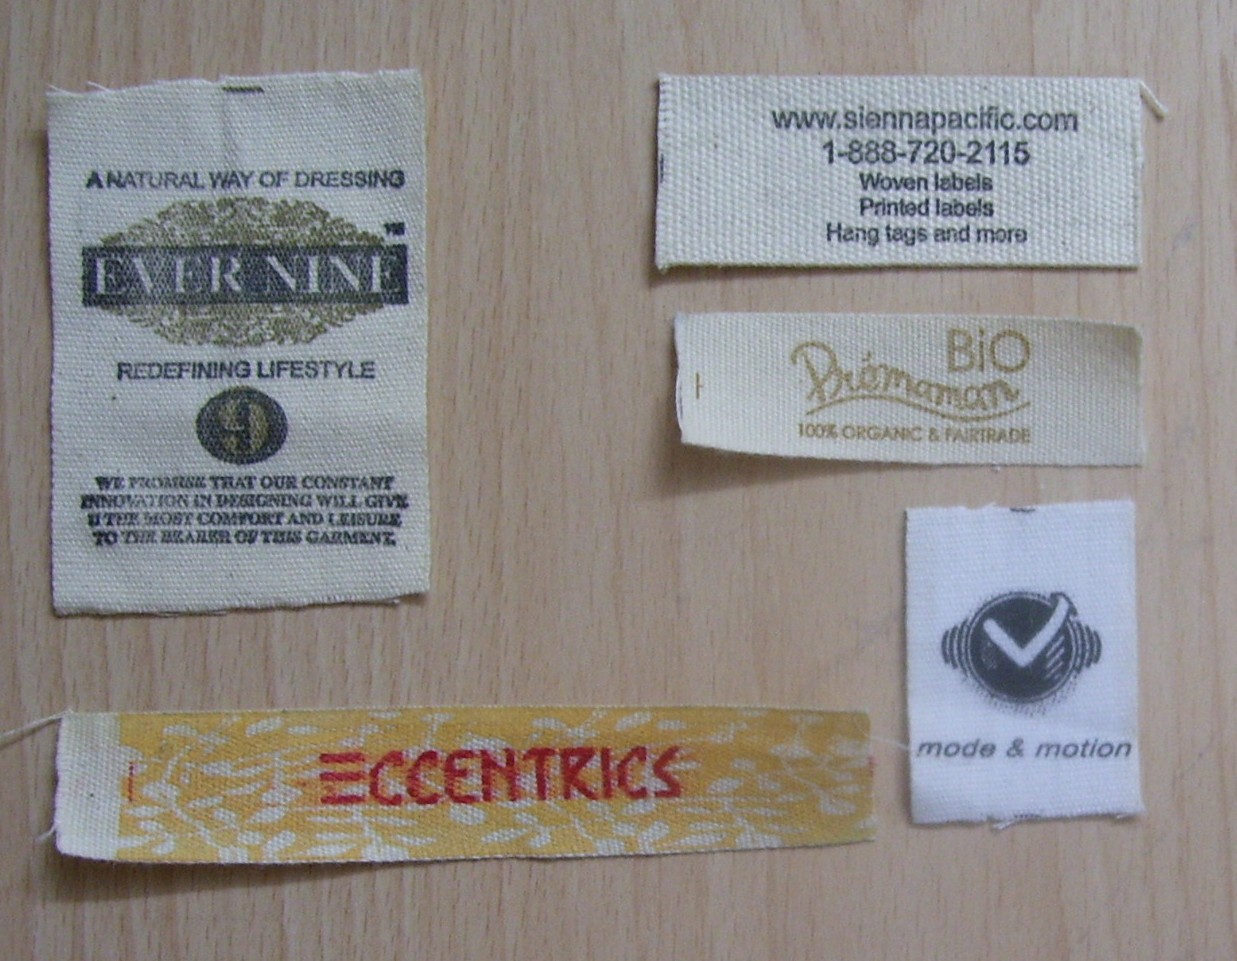 A NATURAL WAY OF DRESSING
TM
EVER NINE
REDEFINING LIFESTYLE
9
WE PROMISE THAT OUR CONSTANT
INNOVATION IN DESIGNING WILL GIVE
U THE MOST COMFORT AND LEISURE
TO THE BEARER OF THIS GARMENT.
www.siennapacific.com
1-888-720-2115
Woven labels
Printed labels
Hang tags and more
BiO
Prémaman
100% ORGANIC & FAIRTRADE
mode & motion
ECCENTRICS